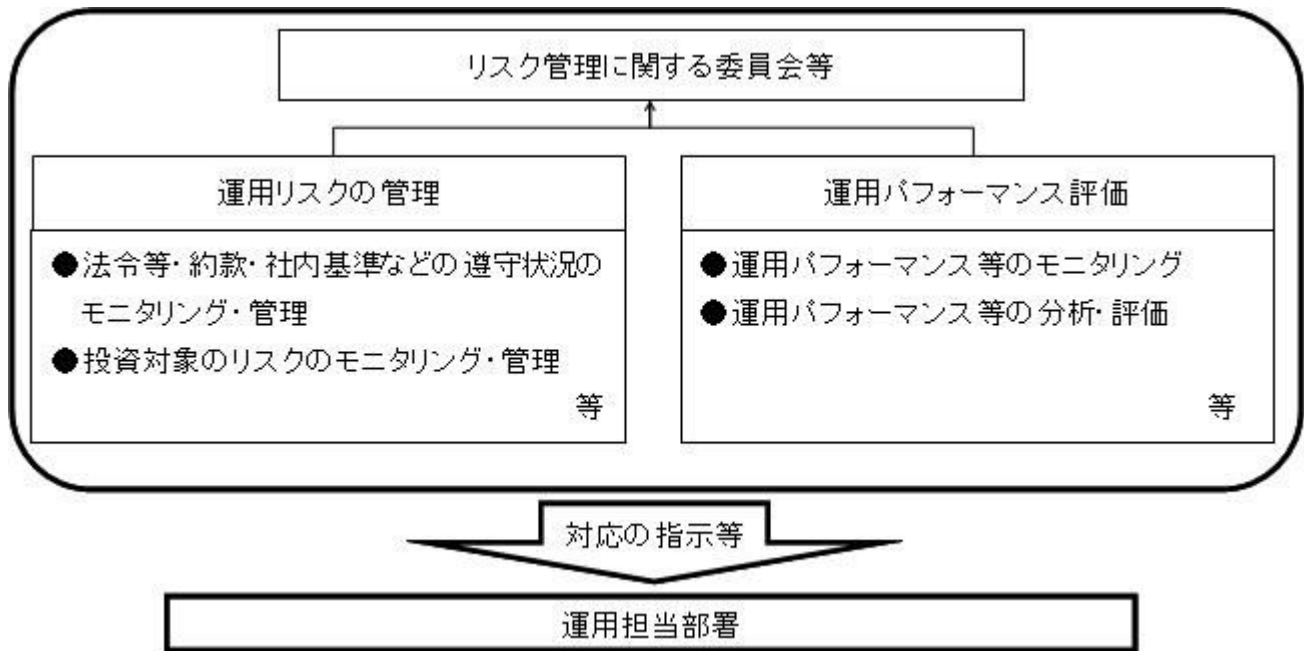 リスク管理に関する委員会等
運用リスクの管理
●法令等・約款・社内基準などの遵守状況の
モニタリング・管理
●投資対象のリスクのモニタリング・管理
等
運用パフォーマンス評価
●運用パフォーマンス等のモニタリング
●運用パフォーマンス等の分析・評価
等
対応の指示等
運用担当部署